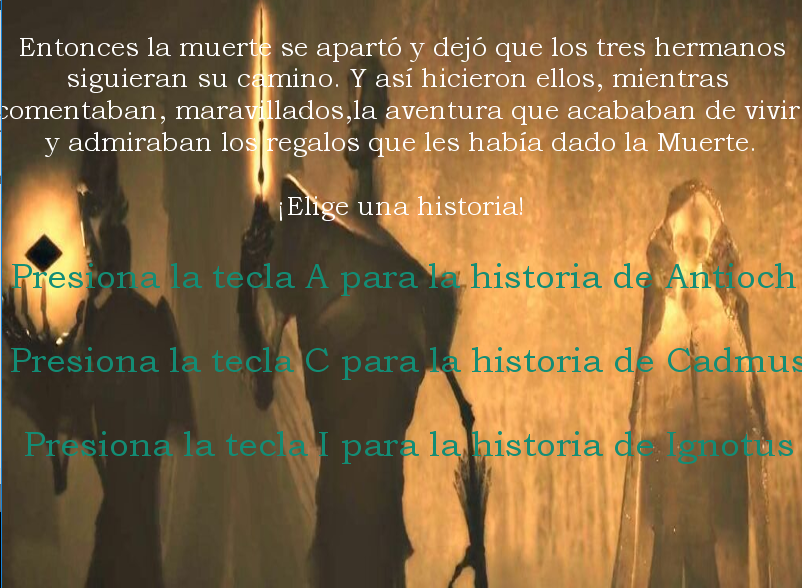 Entonces la muerte se apartó y dejó que los tres hermanos
siguieran su camino. Y así hicieron ellos, mientras
comentaban, maravillados,la aventura que acababan de vivir
y admiraban los regalos que les había dado la Muerte.
¡Elige una historia!
Presiona la tecla A para la historia de Antioch
Presiona la tecla C para la historia de Cadmus
Presiona la tecla I para la historia de Ignotus